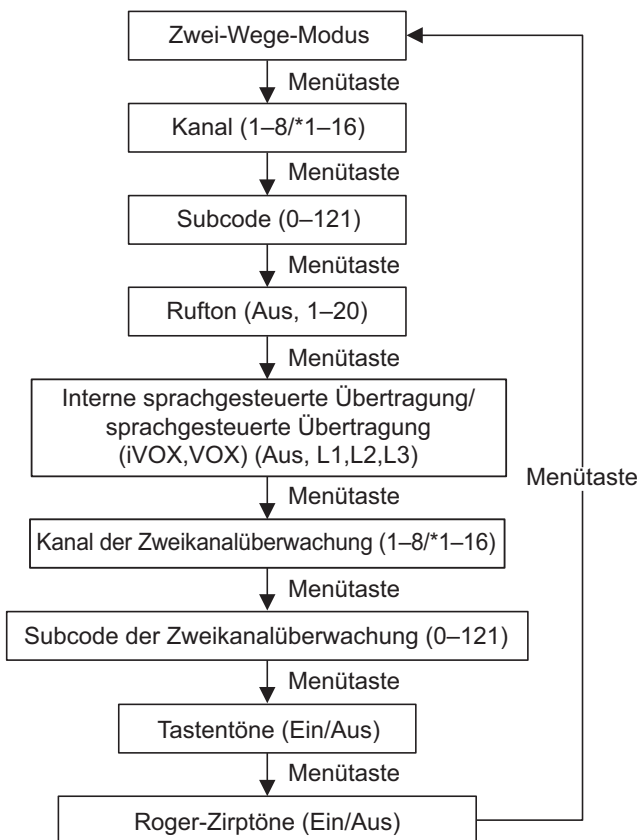 Zwei-Wege-Modus
Menütaste
Kanal (1–8/*1–16)
Menütaste
Subcode (0–121)
Menütaste
Rufton (Aus, 1–20)
Menütaste
Interne sprachgesteuerte Übertragung/
sprachgesteuerte Übertragung
(iVOX,VOX) (Aus, L1,L2,L3)
Menütaste
Menütaste
Kanal der Zweikanalüberwachung (1–8/*1–16)
Menütaste
Subcode der Zweikanalüberwachung (0–121)
Menütaste
Tastentöne (Ein/Aus)
Menütaste
Roger-Zirptöne (Ein/Aus)